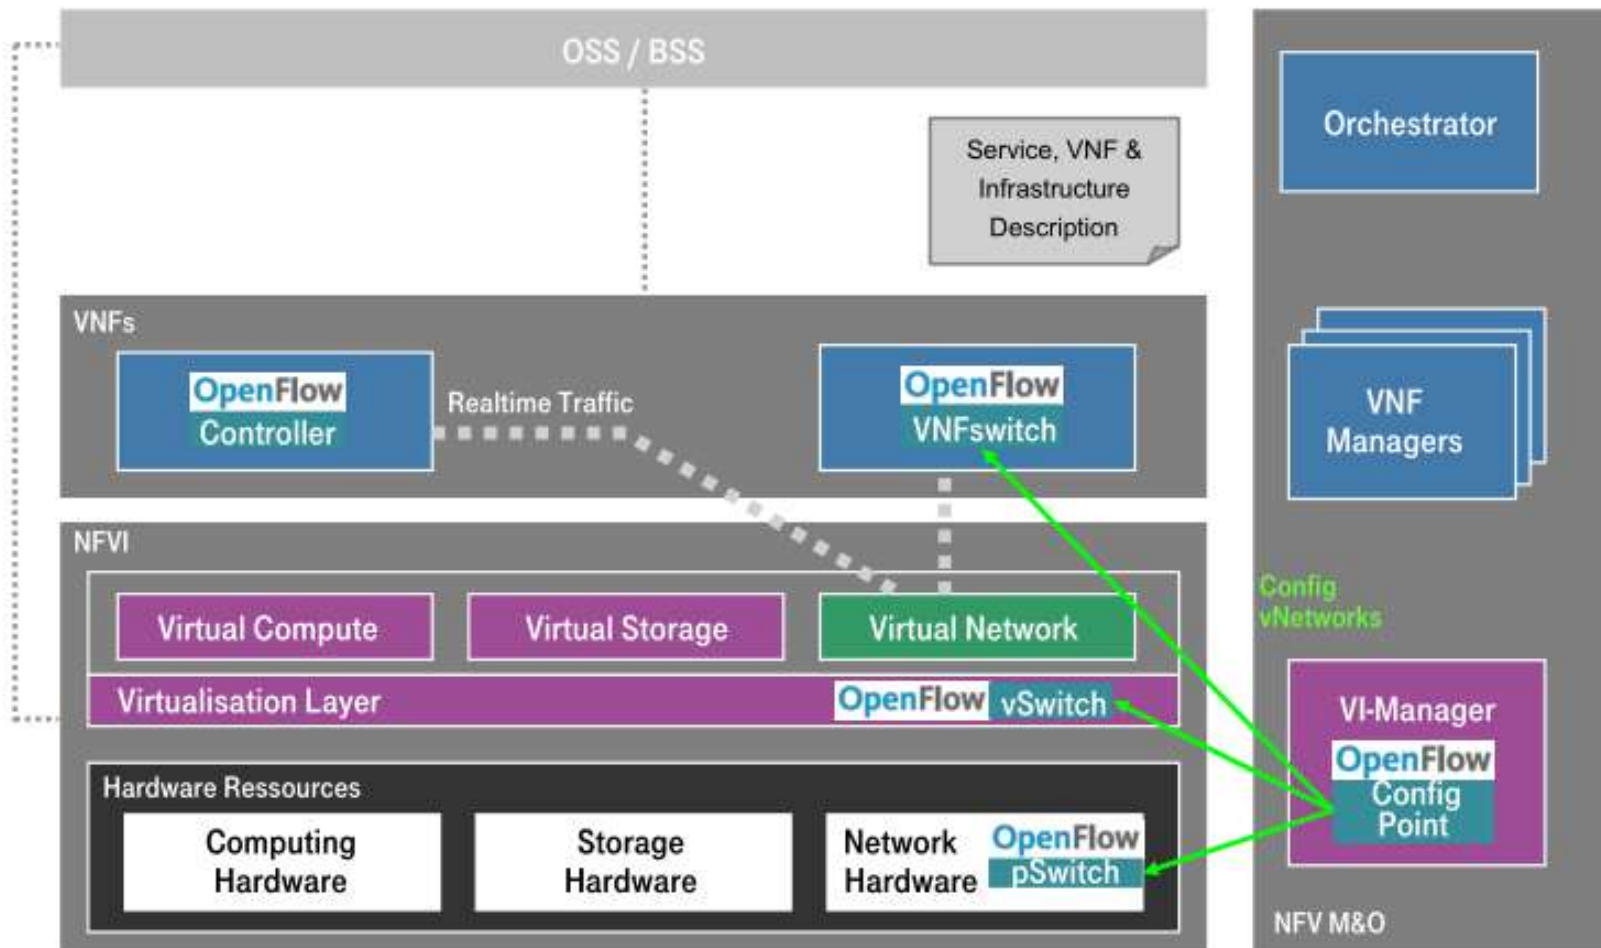 OSS / BSS
Service, VNF &
Infrastructure
Description
VNFs
OpenFlow
Controller
Realtime Traffic
OpenFlow
VNFswitch
NFVI
Virtual Compute
Virtual Storage
Virtual Network
Virtualisation Layer
OpenFlow vSwitch
Hardware Ressources
Computing
Hardware
Storage
Hardware
Network
Hardware
OpenFlow
pSwitch
Orchestrator
VNF
Managers
Config
vNetworks
VI-Manager
OpenFlow
Config
Point
NFV M&O